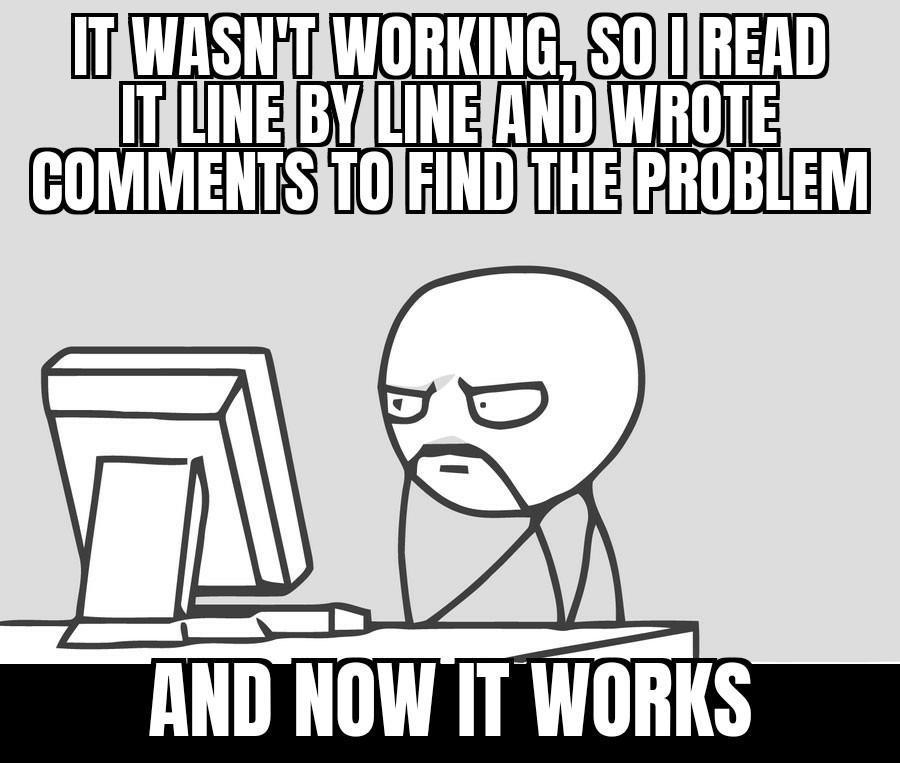 IT WASN'T WORKING, SO I READ
IT LINE BY LINE AND WROTE
COMMENTS TO FIND THE PROBLEM
AND NOW IT WORKS